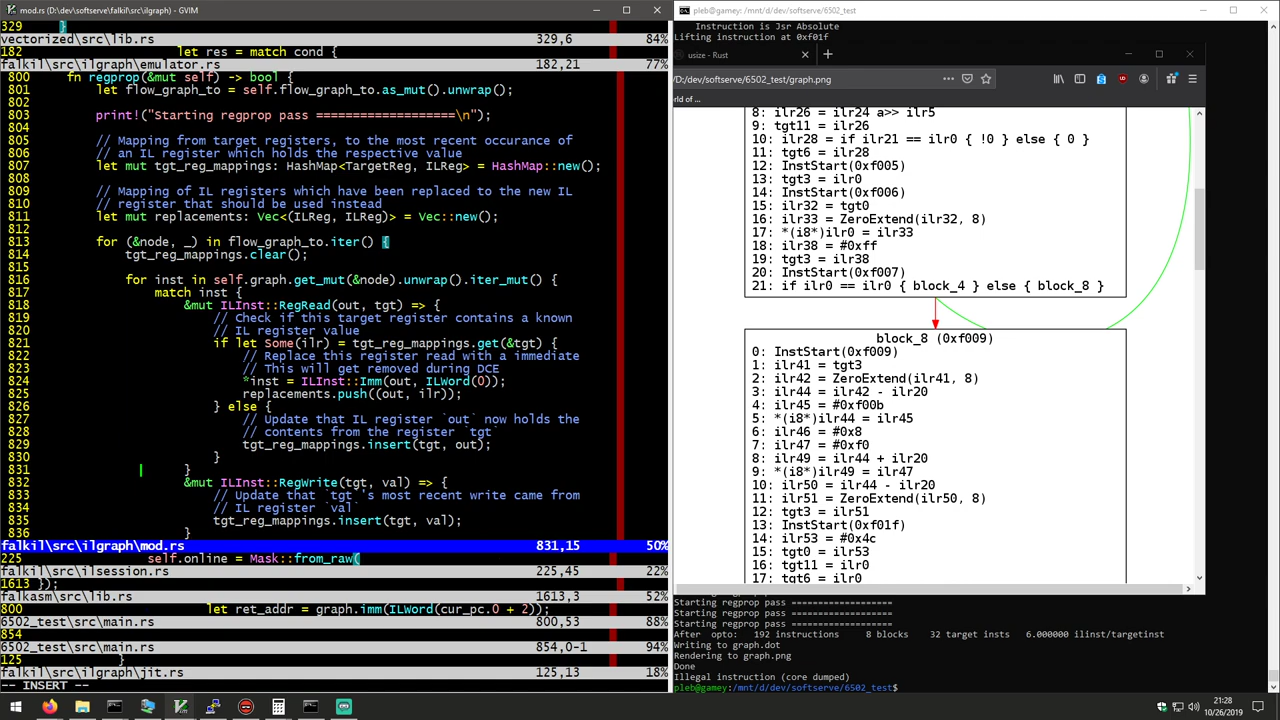 mod.rs (D:\dev\softserve\falkil\src\ilgraph) - GVIM
329     }
vectorized\src\lib.rs 329,6 84%
182 let res = match cond {
falkil\src\ilgraph\emulator.rs 182,21 77%
800     fn regprop(&mut self) -> bool {
801         let flow_graph_to = self.flow_graph_to.as_mut().unwrap();
802
803         print!("Starting regprop pass ===================\n");
804
805         // Mapping from target registers, to the most recent occurance of
806         // an IL register which holds the respective value
807         let mut tgt_reg_mappings: HashMap<TargetReg, ILReg> = HashMap::new();
808
809         // Mapping of IL registers which have been replaced to the new IL
810         // register that should be used instead
811         let mut replacements: Vec<(ILReg, ILReg)> = Vec::new();
812
813         for (&node, _) in flow_graph_to.iter() {
814             tgt_reg_mappings.clear();
815
816             for inst in self.graph.get_mut(&node).unwrap().iter_mut() {
817                 match inst {
818                     &mut ILInst::RegRead(out, tgt) => {
819                         // Check if this target register contains a known
820                         // IL register value
821                         if let Some(ilr) = tgt_reg_mappings.get(&tgt) {
822                             // Replace this register read with a immediate
823                             // This will get removed during DCE
824                             *inst = ILInst::Imm(out, ILWord(0));
825                             replacements.push((out, ilr));
826                         } else {
827                             // Update that IL register `out` now holds the
828                             // contents from the register `tgt`
829                             tgt_reg_mappings.insert(tgt, out);
830                         }
831                     }
832                     &mut ILInst::RegWrite(tgt, val) => {
833                         // Update that `tgt`'s most recent write came from
834                         // IL register `val`
835                         tgt_reg_mappings.insert(tgt, val);
836                     }
falkil\src\ilgraph\mod.rs 831,15 50%
225 self.online = Mask::from_raw(
falkil\src\ilsession.rs 225,45 22%
1613 });
falkasm\src\lib.rs 1613,3 52%
800 let ret_addr = graph.imm(ILWord(cur_pc.0 + 2));
6502_test\src\main.rs 800,53 88%
854
6502_test\src\main.rs 854,0-1 94%
125 }
falkil\src\ilgraph\jit.rs 125,13 18%
-- INSERT --
pleb@gamey: /mnt/d/dev/softserve/6502_test
Instruction is Jsr Absolute
Lifting instruction at 0xf01f
usize - Rust
/D:/dev/softserve/6502_test/graph.png
rld of ...
8: ilr26 = ilr24 a>> ilr5
9: tgt11 = ilr26
10: ilr28 = if ilr21 == ilr0 { !0 } else { 0 }
11: tgt6 = ilr28
12: InstStart(0xf005)
13: tgt3 = ilr0
14: InstStart(0xf006)
15: ilr32 = tgt0
16: ilr33 = ZeroExtend(ilr32, 8)
17: *(i8*)ilr0 = ilr33
18: ilr38 = #0xff
19: tgt3 = ilr38
20: InstStart(0xf007)
21: if ilr0 == ilr0 { block_4 } else { block_8 }
block_8 (0xf009)
0: InstStart(0xf009)
1: ilr41 = tgt3
2: ilr42 = ZeroExtend(ilr41, 8)
3: ilr44 = ilr42 - ilr20
4: ilr45 = #0xf00b
5: *(i8*)ilr44 = ilr45
6: ilr46 = #0x8
7: ilr47 = #0xf0
8: ilr49 = ilr44 + ilr20
9: *(i8*)ilr49 = ilr47
10: ilr50 = ilr44 - ilr20
11: ilr51 = ZeroExtend(ilr50, 8)
12: tgt3 = ilr51
13: InstStart(0xf01f)
14: ilr53 = #0x4c
15: tgt0 = ilr53
16: tgt11 = ilr0
17: tgt6 = ilr0
Starting regprop pass ===================
Starting regprop pass ===================
Starting regprop pass ===================
After  opto:   192 instructions    8 blocks    32 target insts   6.000000 ilinst/targetinst
Writing to graph.dot
Rendering to graph.png
Done
Illegal instruction (core dumped)
pleb@gamey:/mnt/d/dev/softserve/6502_test$
21:28
10/26/2019